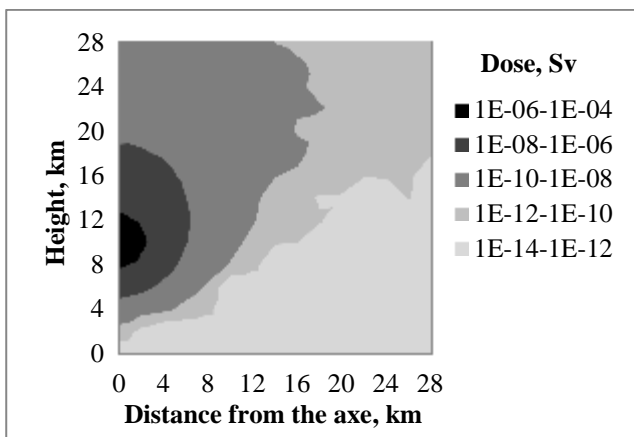 28
24
20
16
12
8
4
0
Height, km
0 4 8 12 16 20 24 28
Distance from the axe, km
Dose, Sv
1E-06-1E-04
1E-08-1E-06
1E-10-1E-08
1E-12-1E-10
1E-14-1E-12